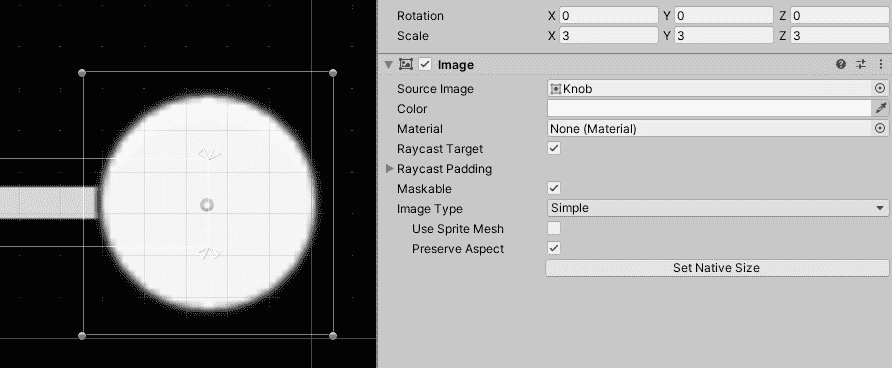 Rotation X 0 Y 0 Z 0
Scale X 3 Y 3 Z 3
Image
Source Image Knob
Color
Material None (Material)
Raycast Target
Raycast Padding
Maskable
Image Type Simple
Use Sprite Mesh
Preserve Aspect
Set Native Size